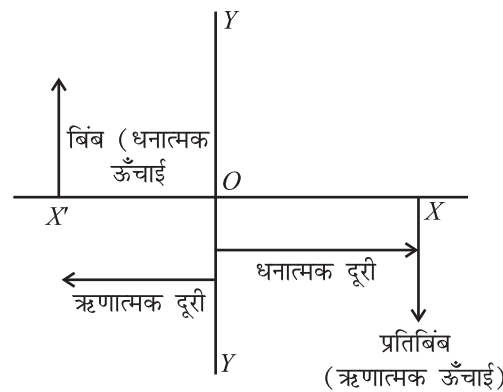 Y
बिंब (धनात्मक
ऊँचाई
O
X'
X
धनात्मक दूरी
ऋणात्मक दूरी
प्रतिबिंब
(ऋणात्मक ऊँचाई)
Y